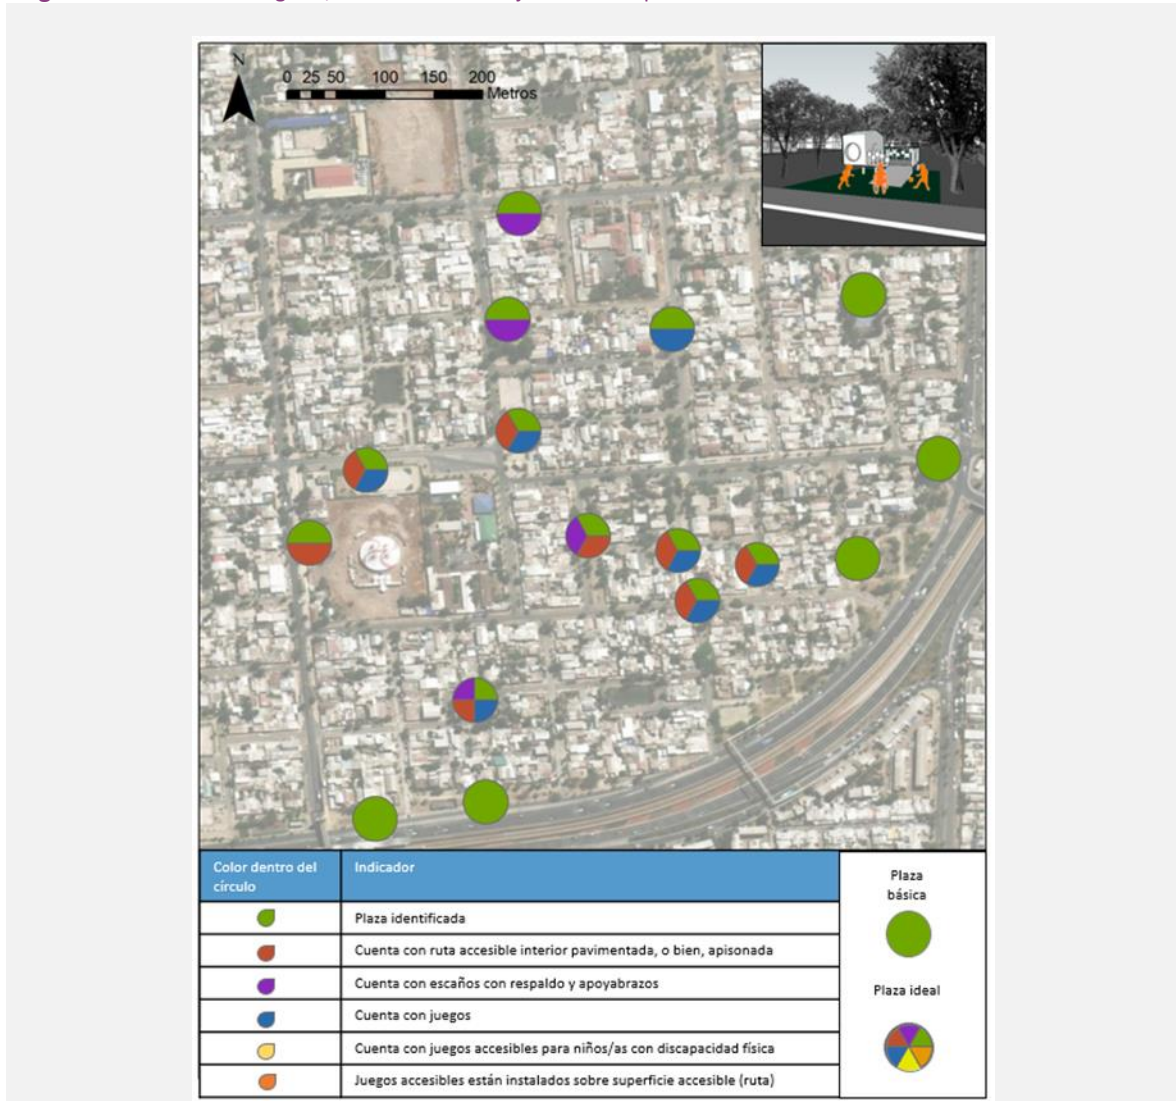 N
0 25 50 100 150 200
Metros
Color dentro del círculo
Indicador
Plaza identificada
Cuenta con ruta accesible interior pavimentada, o bien, apisonada
Cuenta con escaños con respaldo y apoyabrazos
Cuenta con juegos
Cuenta con juegos accesibles para niños/as con discapacidad física
Juegos accesibles están instalados sobre superficie accesible (ruta)
Plaza
básica
Plaza ideal